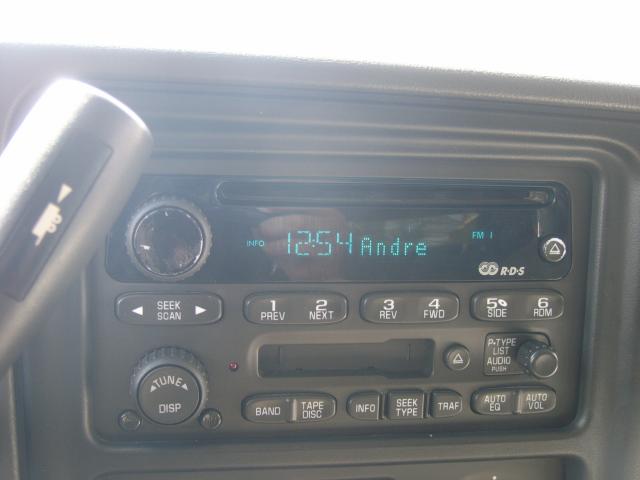 INFO 12:54 Andre FM 1
R·D·S
SEEK
SCAN
1
PREV
2
NEXT
3
REV
4
FWD
5
SIDE
6
RDM
TUNE
DISP
P-TYPE
LIST
AUDIO
PUSH
BAND
TAPE
DISC
INFO
SEEK
TYPE
TRAF
AUTO
EQ
AUTO
VOL